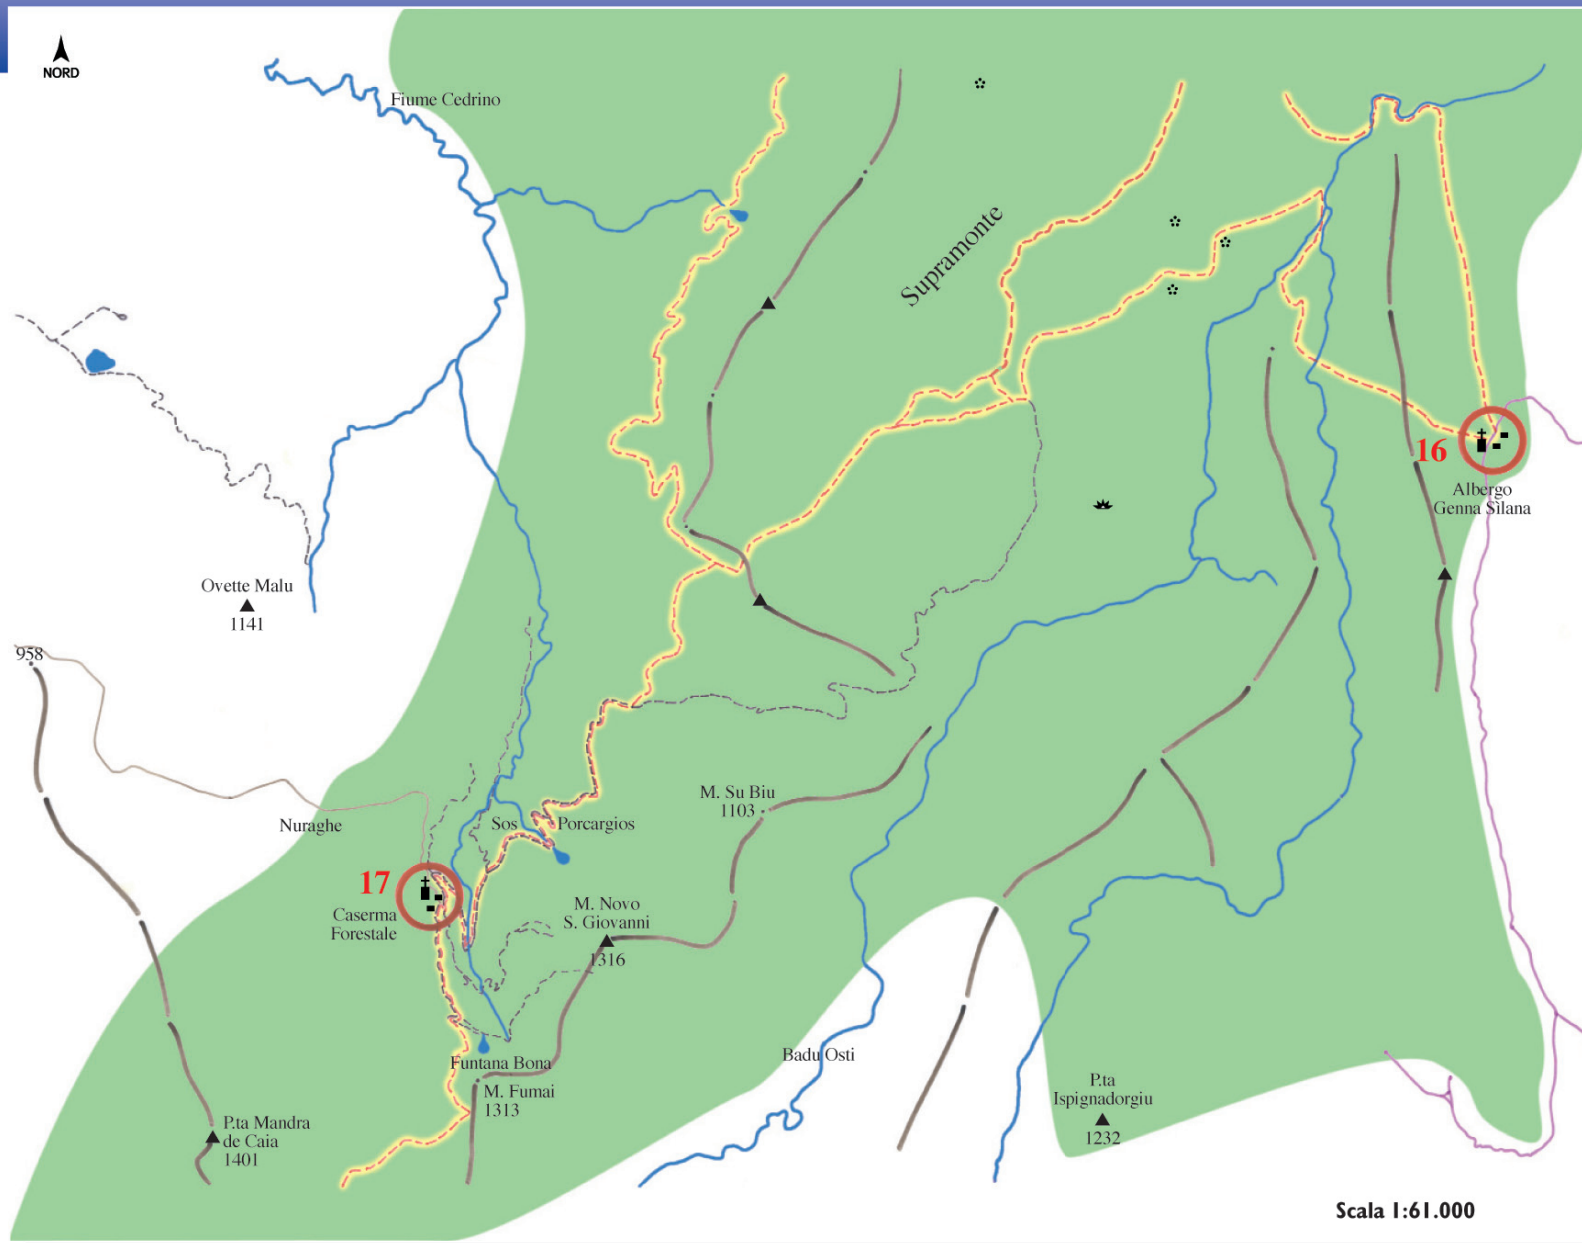 NORD
Fiume Cedrino
Supramonte
16
Albergo
Genna Silana
Ovette Malu
1141
958
M. Su Biu
1103
Nuraghe
Sos
Porcargios
17
Caserma
Forestale
M. Novo
S. Giovanni
1316
Funtana Bona
M. Fumai
1313
Badu Osti
P.ta
Ispignadorgiu
1232
P.ta Mandra
de Caia
1401
Scala 1:61.000